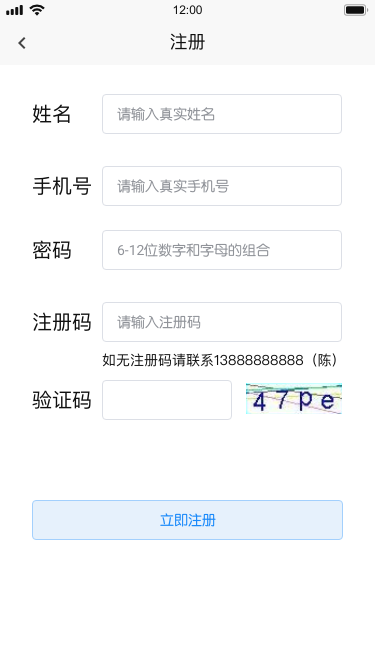 12:00
注册
姓名 请输入真实姓名
手机号 请输入真实手机号
密码 6-12位数字和字母的组合
注册码 请输入注册码
如无注册码请联系13888888888（陈）
验证码 47pe
立即注册